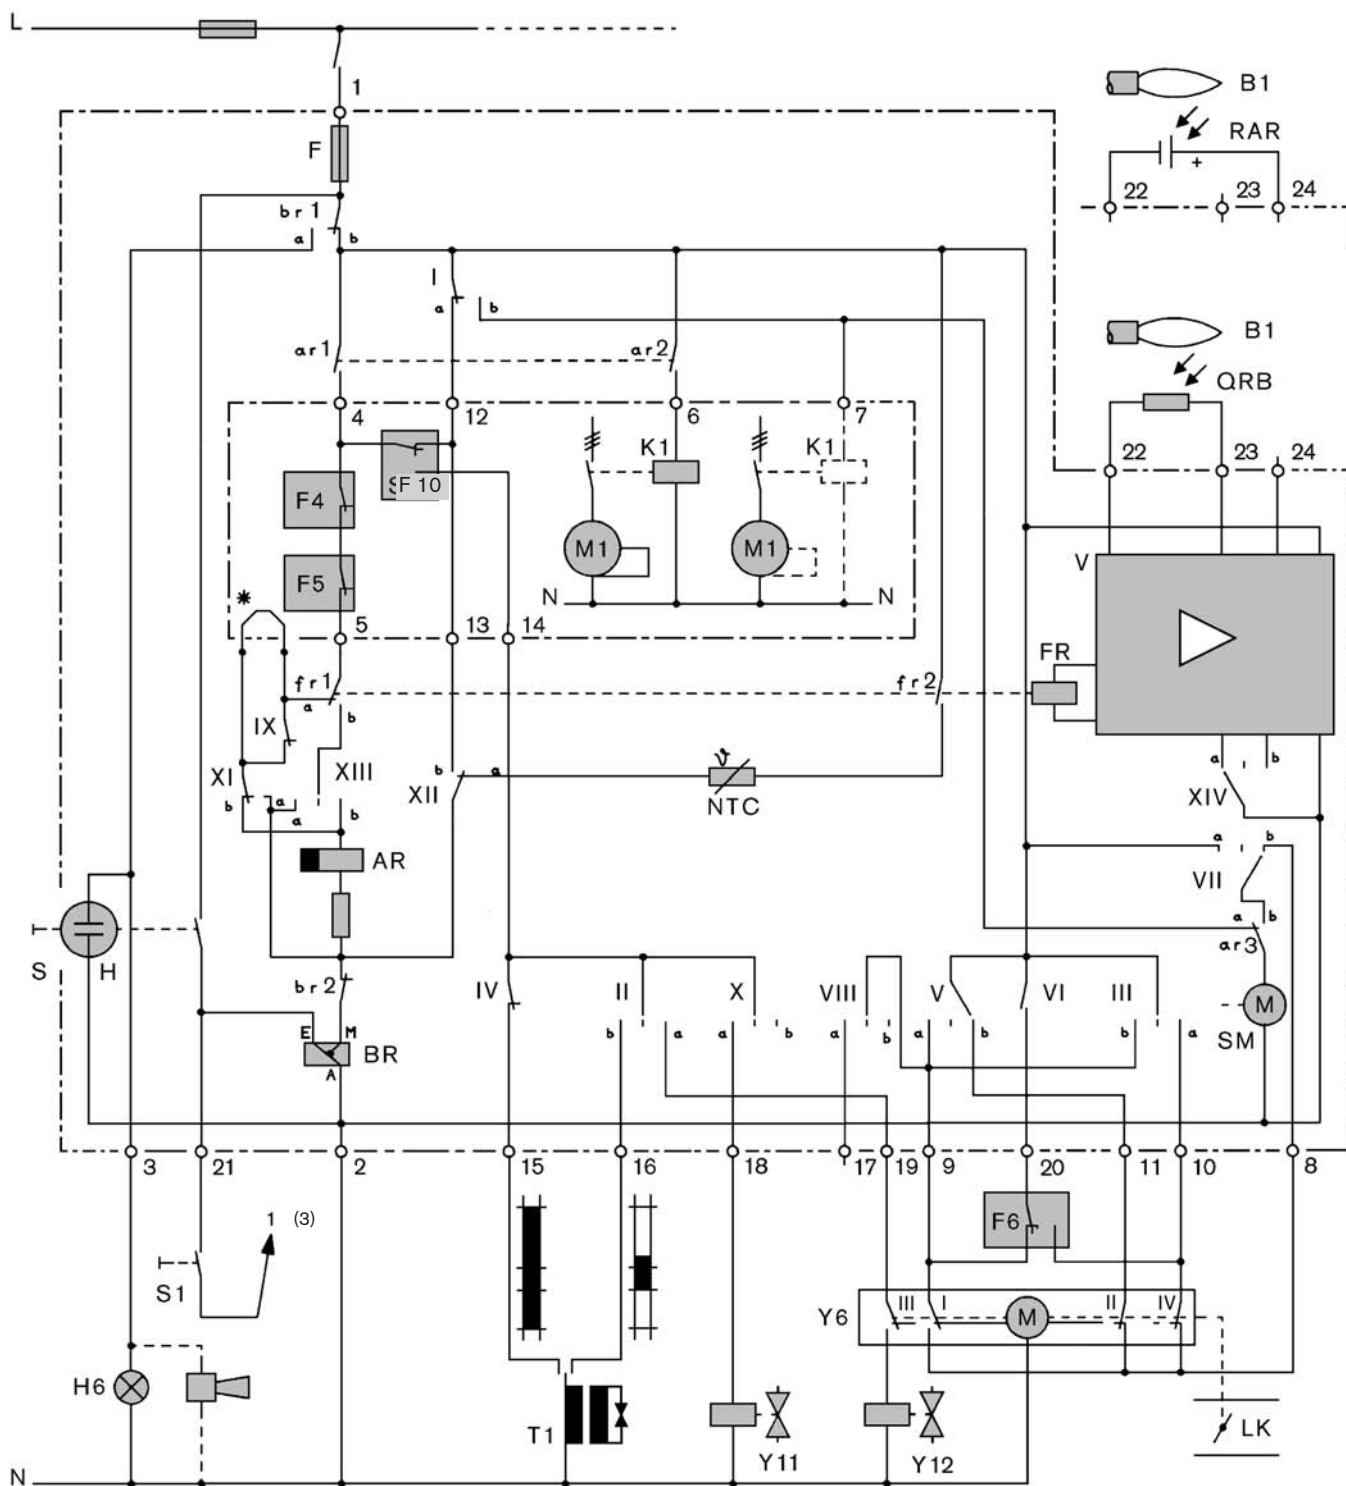 L
1
B1
F
RAR
+
22
23
24
br1
a
b
I
a
b
B1
ar1
ar2
QRB
4
12
6
7
22
23
24
F
K1
K1
F 10
F4
M1
M1
V
F5
*
N
N
5
13
14
FR
fr1
fr2
a
b
IX
a
b
XI
XIII
b
a
ϑ
XII
XIV
b
a
a
b
NTC
a
b
AR
VII
a
b
ar3
S
H
br2
IV
II
X
VIII
V
VI
III
M
E
M
b
a
a
b
a
b
a
b
b
a
SM
BR
A
3
21
2
15
16
18
17
19
9
20
11
10
8
1
(3)
F6
S1
III
I
II
IV
Y6
M
H6
T1
Y11
Y12
LK
N